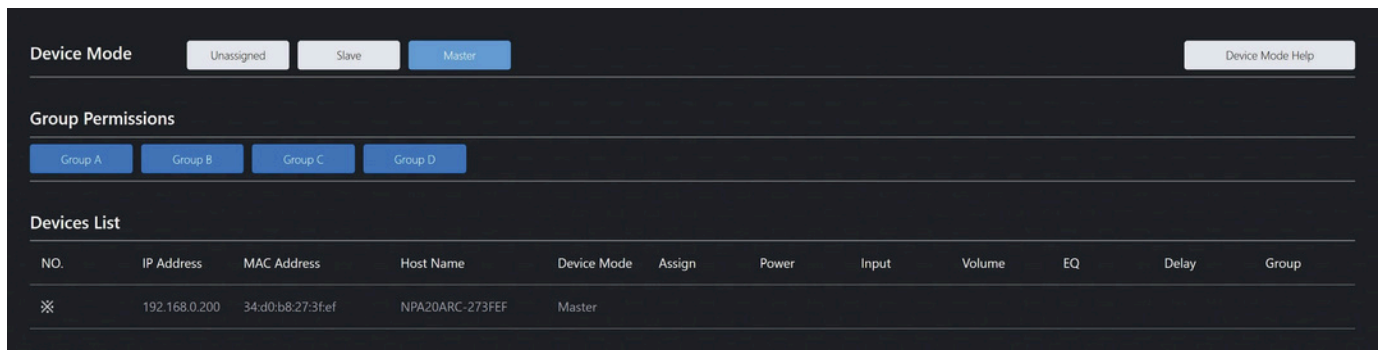 Device Mode Unassigned Slave Master Device Mode Help
Group Permissions
Group A Group B Group C Group D
Devices List
NO. IP Address MAC Address Host Name Device Mode Assign Power Input Volume EQ Delay Group
※ 192.168.0.200 34:d0:b8:27:3f:ef NPA20ARC-273FEF Master